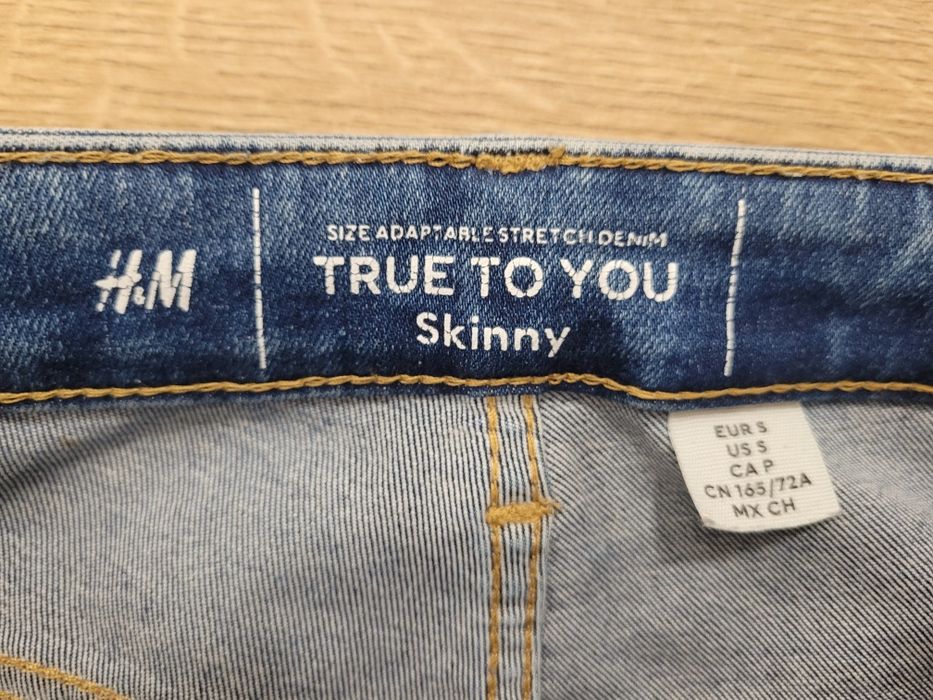 H&M
SIZE ADAPTABLE STRETCH DENIM
TRUE TO YOU
Skinny
EUR S
US S
CA P
CN 165/72A
MX CH